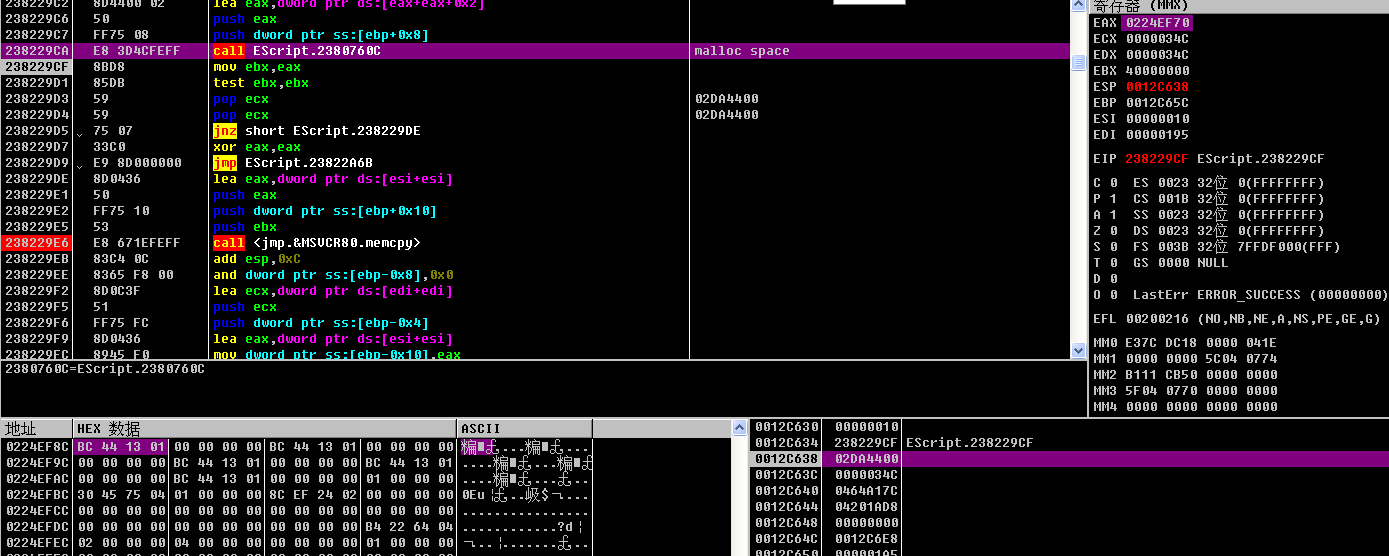 238229C2 8D4400 02 lea eax,dword ptr ds:[eax+eax+0x2]
238229C6 50 push eax
238229C7 FF75 08 push dword ptr ss:[ebp+0x8]
238229CA E8 3D4CFEFF call EScript.2380760C malloc space
238229CF 8BD8 mov ebx,eax
238229D1 85DB test ebx,ebx
238229D3 59 pop ecx 02DA4400
238229D4 59 pop ecx 02DA4400
238229D5 75 07 jnz short EScript.238229DE
238229D7 33C0 xor eax,eax
238229D9 E9 8D000000 jmp EScript.23822A6B
238229DE 8D0436 lea eax,dword ptr ds:[esi+esi]
238229E1 50 push eax
238229E2 FF75 10 push dword ptr ss:[ebp+0x10]
238229E5 53 push ebx
238229E6 E8 671EFEFF call <jmp.&MSVCR80.memcpy>
238229EB 83C4 0C add esp,0xC
238229EE 8365 F8 00 and dword ptr ss:[ebp-0x8],0x0
238229F2 8D0C3F lea ecx,dword ptr ds:[edi+edi]
238229F5 51 push ecx
238229F6 FF75 FC push dword ptr ss:[ebp-0x4]
238229F9 8D0436 lea eax,dword ptr ds:[esi+esi]
238229FC 8945 F0 mov dword ptr ss:[ebp-0x10],eax
2380760C=EScript.2380760C
寄存器 (MMX)
EAX 0224EF70
ECX 0000034C
EDX 0000034C
EBX 40000000
ESP 0012C638
EBP 0012C65C
ESI 00000010
EDI 00000195
EIP 238229CF EScript.238229CF
C 0 ES 0023 32位 0(FFFFFFFF)
P 1 CS 001B 32位 0(FFFFFFFF)
A 1 SS 0023 32位 0(FFFFFFFF)
Z 0 DS 0023 32位 0(FFFFFFFF)
S 0 FS 003B 32位 7FFDF000(FFF)
T 0 GS 0000 NULL
D 0
O 0 LastErr ERROR_SUCCESS (00000000)
EFL 00200216 (NO,NB,NE,A,NS,PE,GE,G)
MM0 E37C DC18 0000 041E
MM1 0000 0000 5C04 0774
MM2 B111 CB50 0000 0000
MM3 5F04 0770 0000 0000
MM4 0000 0000 0000 0000
地址 HEX 数据 ASCII
0224EF8C BC 44 13 01 00 00 00 00 BC 44 13 01 00 00 00 00
0224EF9C 00 00 00 00 BC 44 13 01 00 00 00 00 BC 44 13 01
0224EFAC 00 00 00 00 BC 44 13 01 00 00 00 00 01 00 00 00
0224EFBC 30 45 75 04 01 00 00 00 8C EF 24 02 00 00 00 00
0224EFCC 00 00 00 00 00 00 00 00 00 00 00 00 00 00 00 00 ................
0224EFDC 00 00 00 00 00 00 00 00 00 00 00 00 B4 22 64 04
0224EFEC 02 00 00 00 04 00 00 00 00 00 00 00 01 00 00 00
0012C630 00000010
0012C634 238229CF EScript.238229CF
0012C638 02DA4400
0012C63C 0000034C
0012C640 0464A17C
0012C644 04201AD8
0012C648 00000000
0012C64C 0012C6E8
0012C650 000001A5